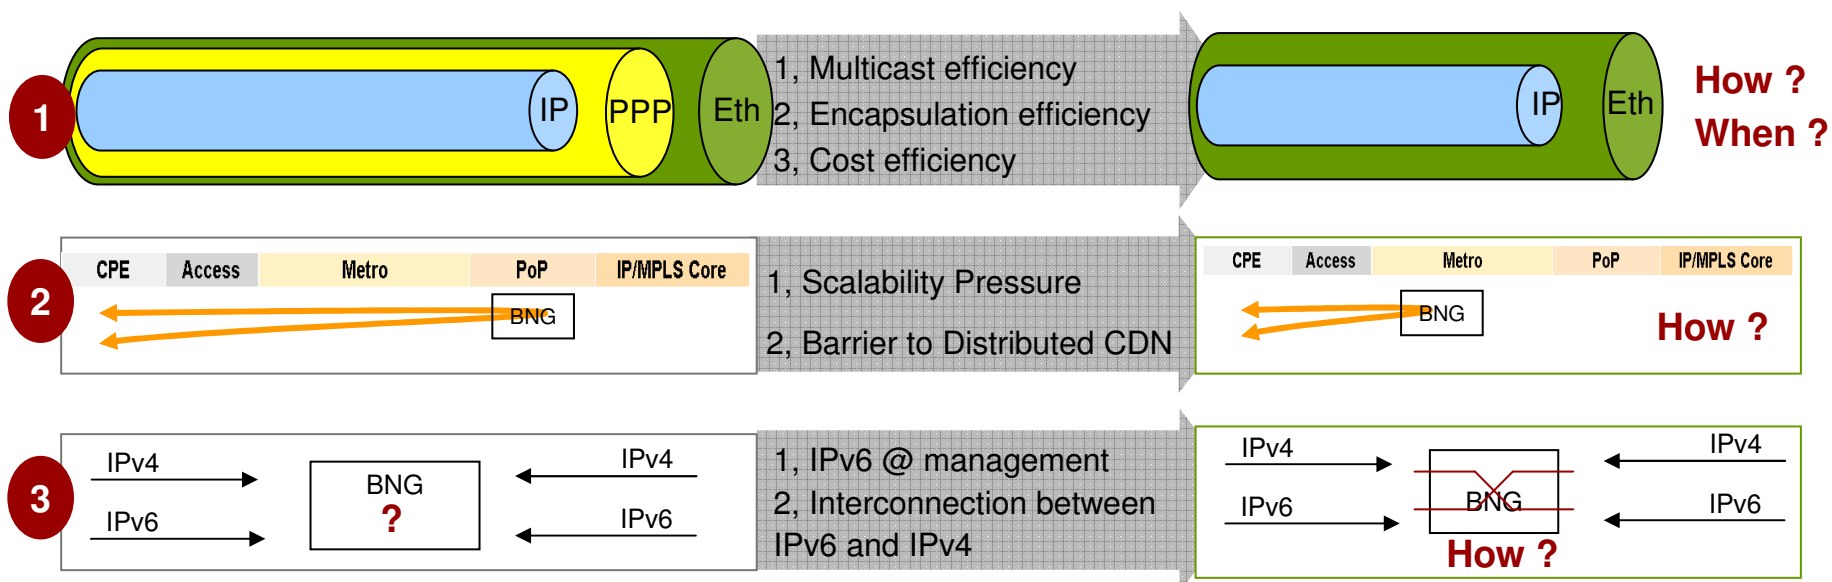 1
IP
PPP
Eth
1, Multicast efficiency
2, Encapsulation efficiency
3, Cost efficiency
IP
Eth
How ?
When ?
2
CPE Access Metro PoP IP/MPLS Core
BNG
1, Scalability Pressure
2, Barrier to Distributed CDN
CPE Access Metro PoP IP/MPLS Core
BNG
How ?
3
IPv4
IPv6
BNG
?
IPv4
IPv6
1, IPv6 @ management
2, Interconnection between
IPv6 and IPv4
IPv4
IPv6
BNG
How ?
IPv4
IPv6